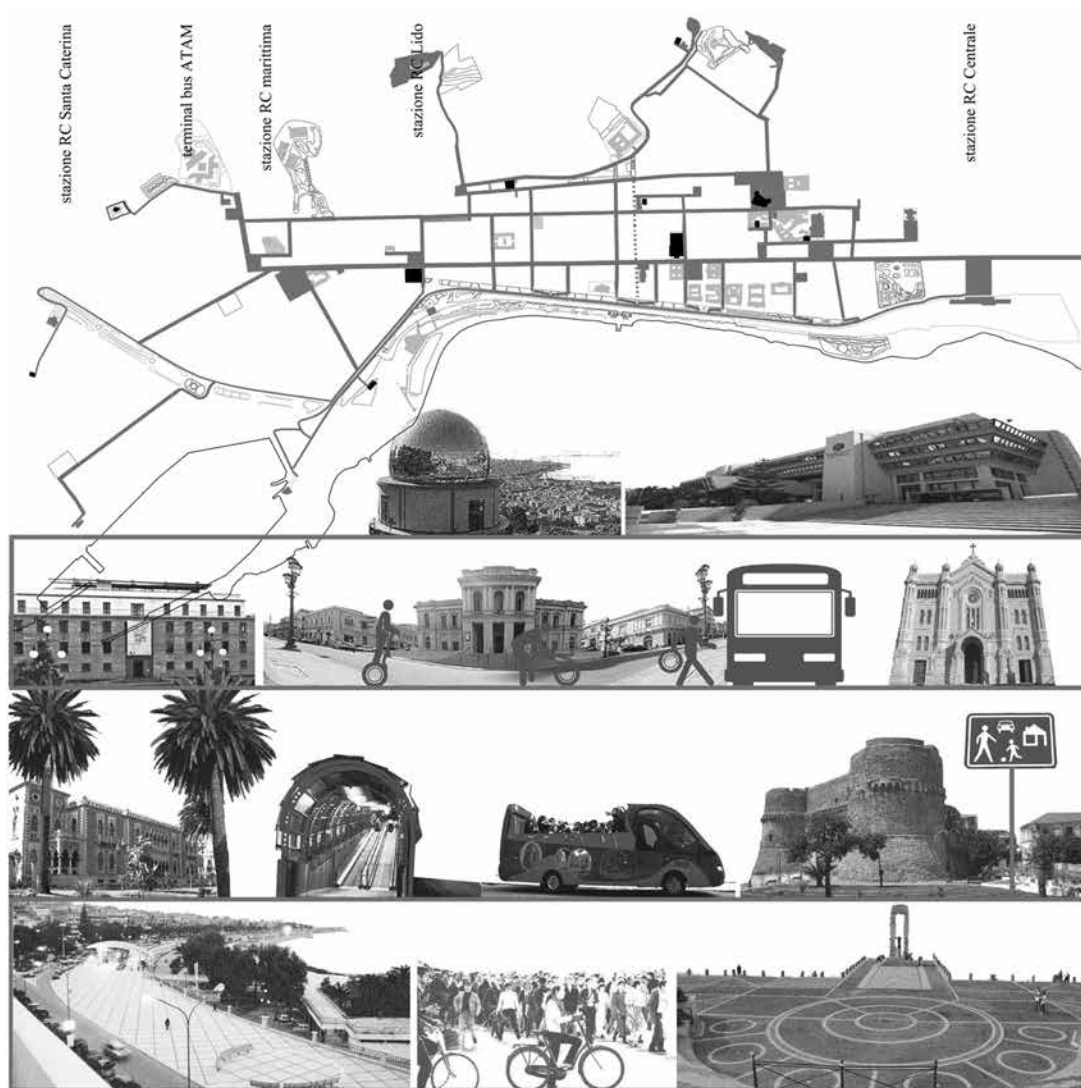 stazione RC Santa Caterina
terminal bus ATAM
stazione RC marittima
stazione RC Lido
stazione RC Centrale